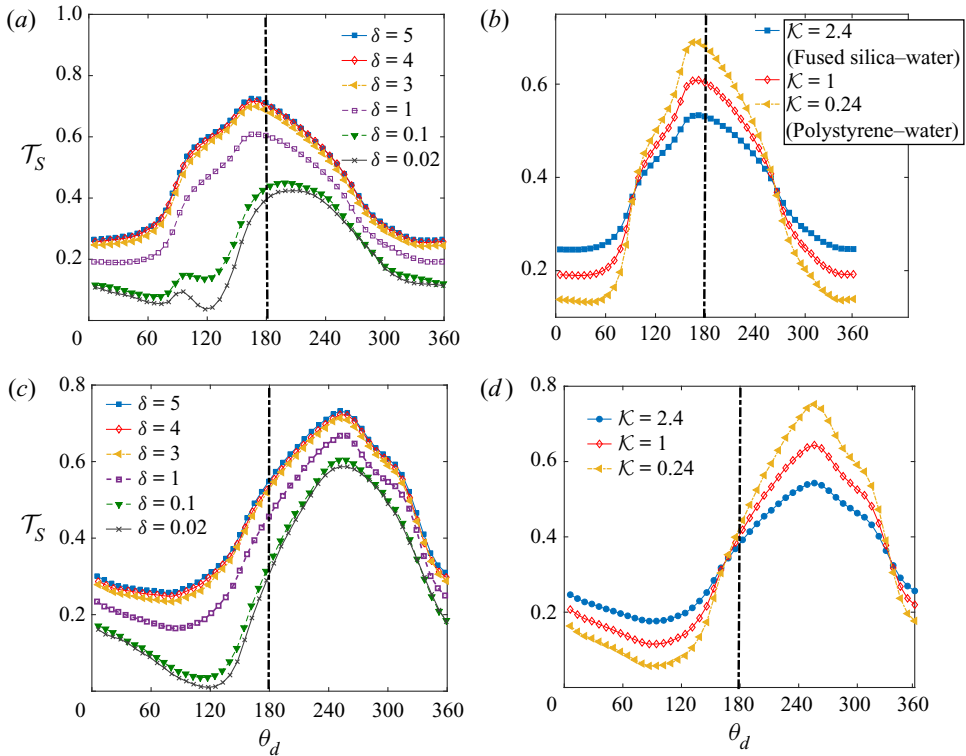 (a)
1.0
0.8
0.6
0.4
0.2
𝒯_S
0 60 120 180 240 300 360
δ = 5
δ = 4
δ = 3
δ = 1
δ = 0.1
δ = 0.02
(b)
0.6
0.4
0.2
0 60 120 180 240 300 360
𝒦 = 2.4
(Fused silica–water)
𝒦 = 1
𝒦 = 0.24
(Polystyrene–water)
(c)
0.8
0.6
0.4
0.2
𝒯_S
0 60 120 180 240 300 360
θ_d
δ = 5
δ = 4
δ = 3
δ = 1
δ = 0.1
δ = 0.02
(d)
0.8
0.6
0.4
0.2
0 60 120 180 240 300 360
θ_d
𝒦 = 2.4
𝒦 = 1
𝒦 = 0.24